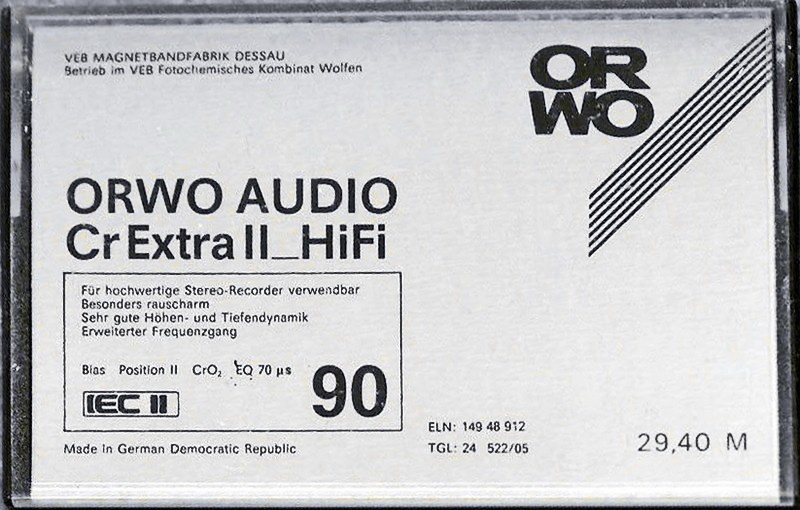 VEB MAGNETBANDFABRIK DESSAU
Betrieb im VEB Fotochemisches Kombinat Wolfen
OR
WO
ORWO AUDIO
Cr Extra II_HiFi
Für hochwertige Stereo-Recorder verwendbar
Besonders rauscharm
Sehr gute Höhen- und Tiefendynamik
Erweiterter Frequenzgang
Bias Position II CrO₂ EQ 70 µs
90
IEC II
Made in German Democratic Republic
ELN: 149 48 912
TGL: 24 522/05
29,40 M